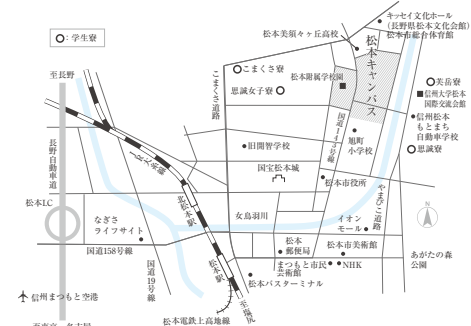 キッセイ文化ホール
(長野県松本文化会館)
松本市総合体育館
松本美須々ヶ丘高校
○:学生寮
至長野
こまくさ寮
思誠女子寮
松本附属学校園
松本キャンパス
美岳寮
信州大学松本
国際交流会館
信州松本
もとまち
自動車学校
思誠寮
こまくさ道路
国道143号線
旭町
小学校
旧開智学校
国宝松本城
松本市役所
やまびこ道路
長野自動車道
JR大糸線
北松本駅
松本I.C
なぎさ
ライフサイト
女鳥羽川
イオン
モール
N
国道158号線
国道19号線
松本駅
松本
郵便局
松本市美術館
まつもと市民
芸術館
NHK
あがたの森
公園
松本バスターミナル
信州まつもと空港
至塩尻
松本電鉄上高地線